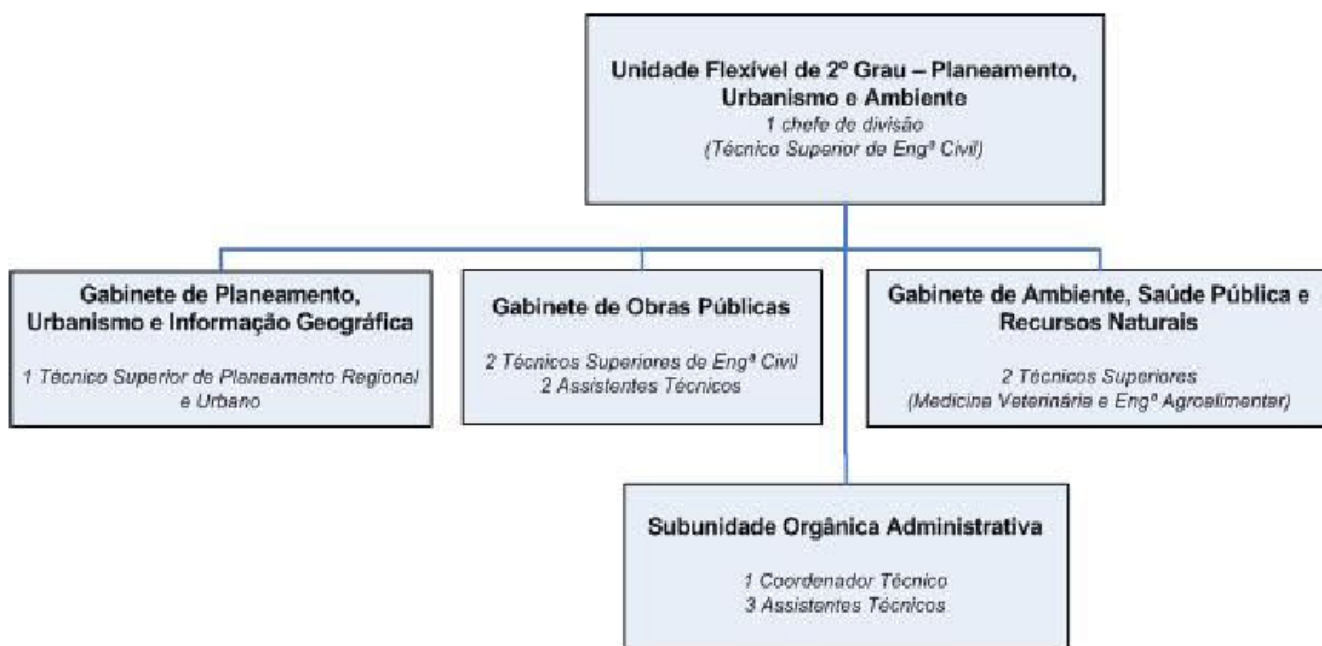 Unidade Flexível de 2º Grau – Planeamento,
Urbanismo e Ambiente
1 chefe de divisão
(Técnico Superior de Engª Civil)
Gabinete de Planeamento,
Urbanismo e Informação Geográfica
1 Técnico Superior de Planeamento Regional
e Urbano
Gabinete de Obras Públicas
2 Técnicos Superiores de Engª Civil
2 Assistentes Técnicos
Gabinete de Ambiente, Saúde Pública e
Recursos Naturais
2 Técnicos Superiores
(Medicina Veterinária e Engª Agroalimentar)
Subunidade Orgânica Administrativa
1 Coordenador Técnico
3 Assistentes Técnicos